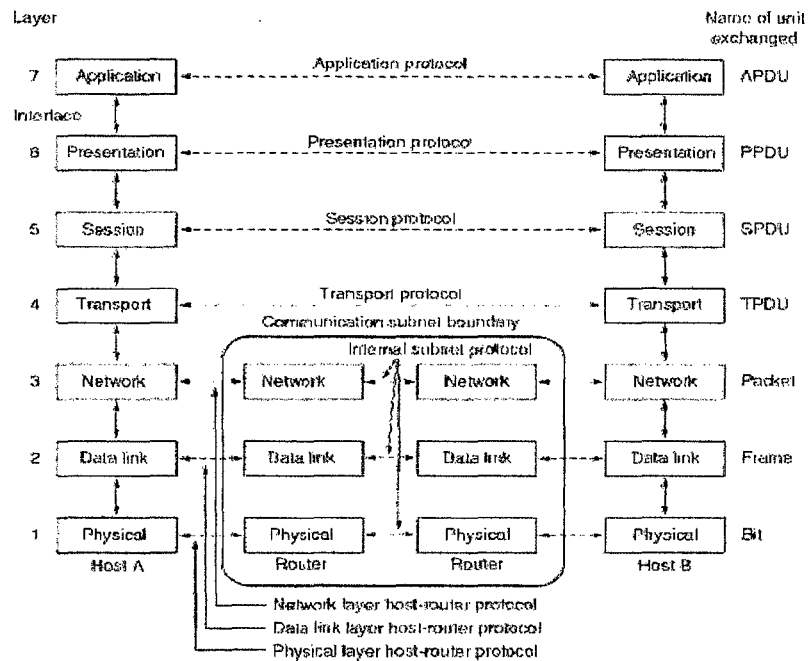 Layer
Name of unit
exchanged
7 Application Application protocol Application APDU
Interface
6 Presentation Presentation protocol Presentation PPDU
5 Session Session protocol Session SPDU
4 Transport Transport protocol Transport TPDU
Communication subnet boundary
Internal subnet protocol
3 Network Network Network Network Packet
2 Data link Data link Data link Data link Frame
1 Physical Physical Physical Physical Bit
Host A Router Router Host B
Network layer host-router protocol
Data link layer host-router protocol
Physical layer host-router protocol